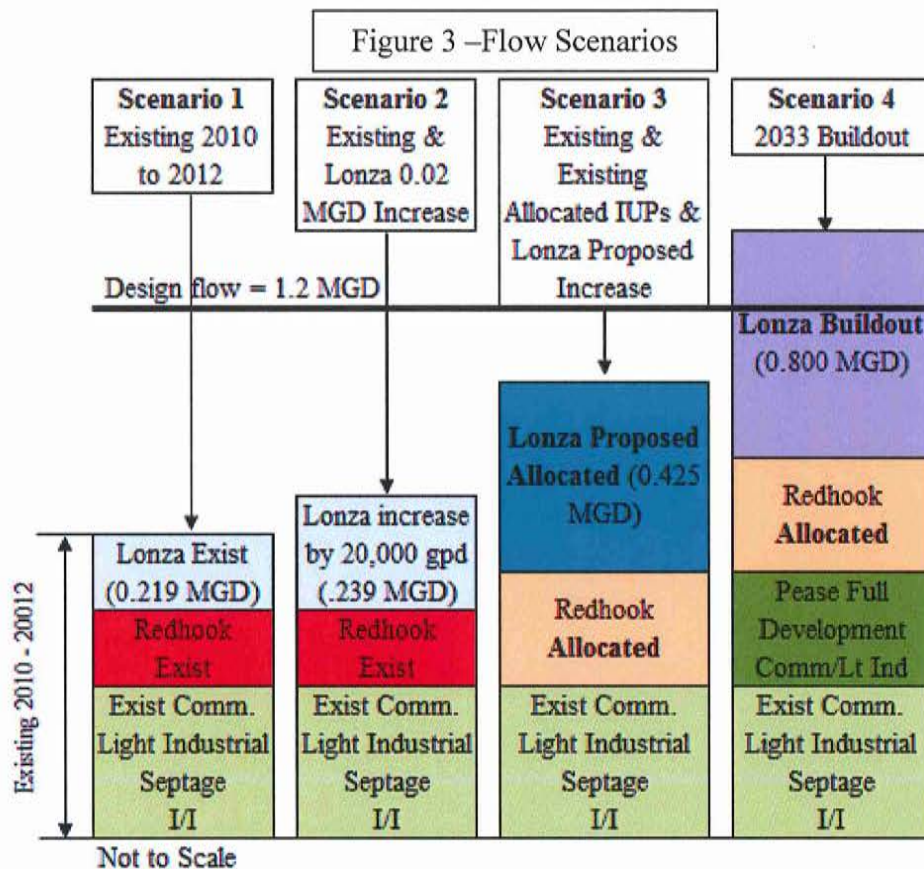 Figure 3 –Flow Scenarios
Scenario 1
Existing 2010
to 2012
Scenario 2
Existing &
Lonza 0.02
MGD Increase
Scenario 3
Existing &
Existing
Allocated IUPs &
Lonza Proposed
Increase
Scenario 4
2033 Buildout
Design flow = 1.2 MGD
Existing 2010 - 20012
Lonza Exist
(0.219 MGD)
Redhook
Exist
Exist Comm.
Light Industrial
Septage
I/I
Lonza increase
by 20,000 gpd
(.239 MGD)
Redhook
Exist
Exist Comm.
Light Industrial
Septage
I/I
Lonza Proposed
Allocated (0.425
MGD)
Redhook
Allocated
Exist Comm.
Light Industrial
Septage
I/I
Lonza Buildout
(0.800 MGD)
Redhook
Allocated
Pease Full
Development
Comm/Lt Ind
Exist Comm.
Light Industrial
Septage
I/I
Not to Scale